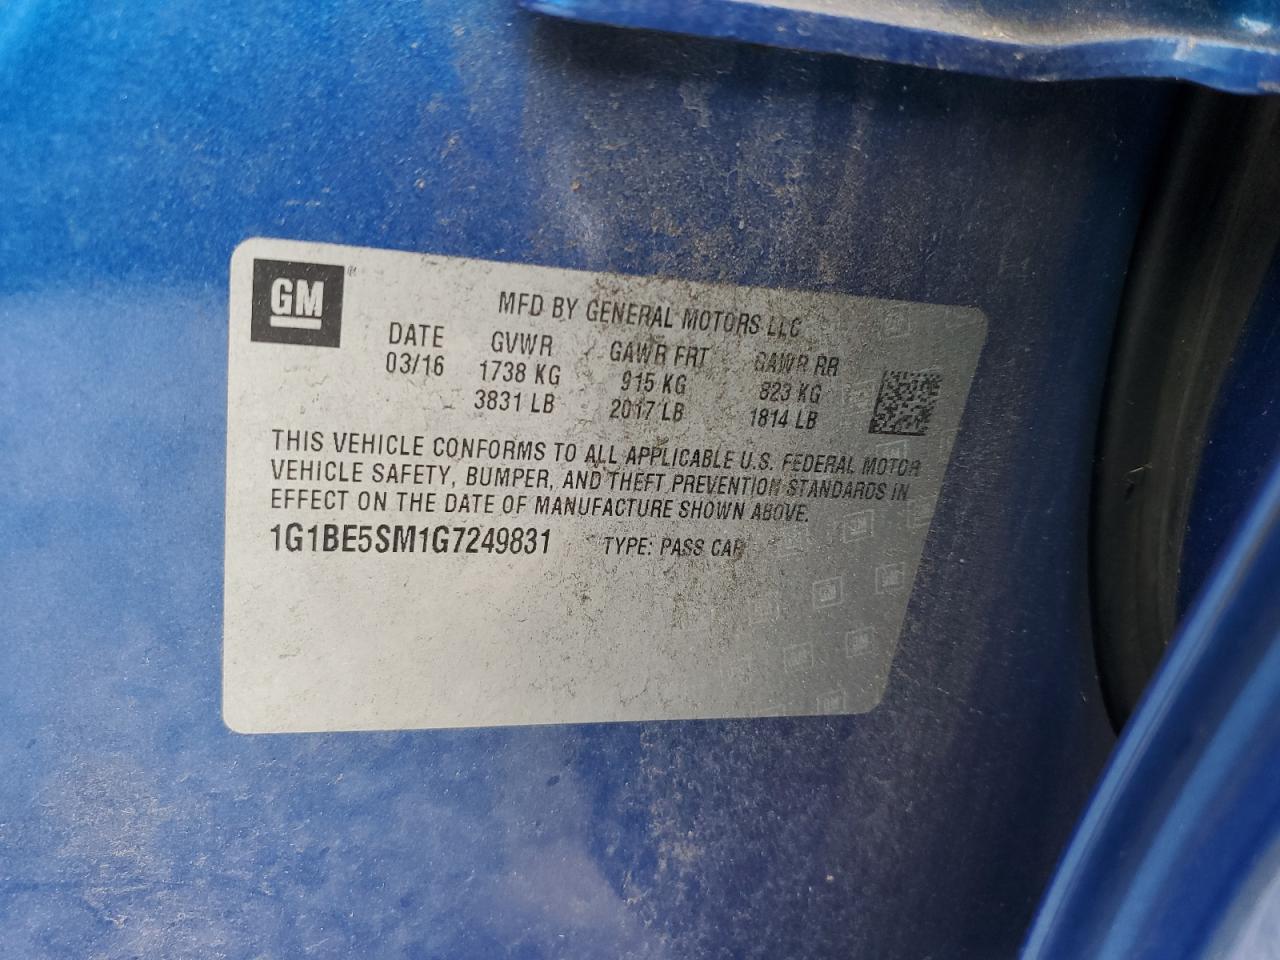 GM®
MFD BY GENERAL MOTORS LLC
DATE GVWR GAWR FRT GAWR RR
03/16 1738 KG 915 KG 823 KG
3831 LB 2017 LB 1814 LB
THIS VEHICLE CONFORMS TO ALL APPLICABLE U.S. FEDERAL MOTOR
VEHICLE SAFETY, BUMPER, AND THEFT PREVENTION STANDARDS IN
EFFECT ON THE DATE OF MANUFACTURE SHOWN ABOVE.
1G1BE5SM1G7249831 TYPE: PASS CAR